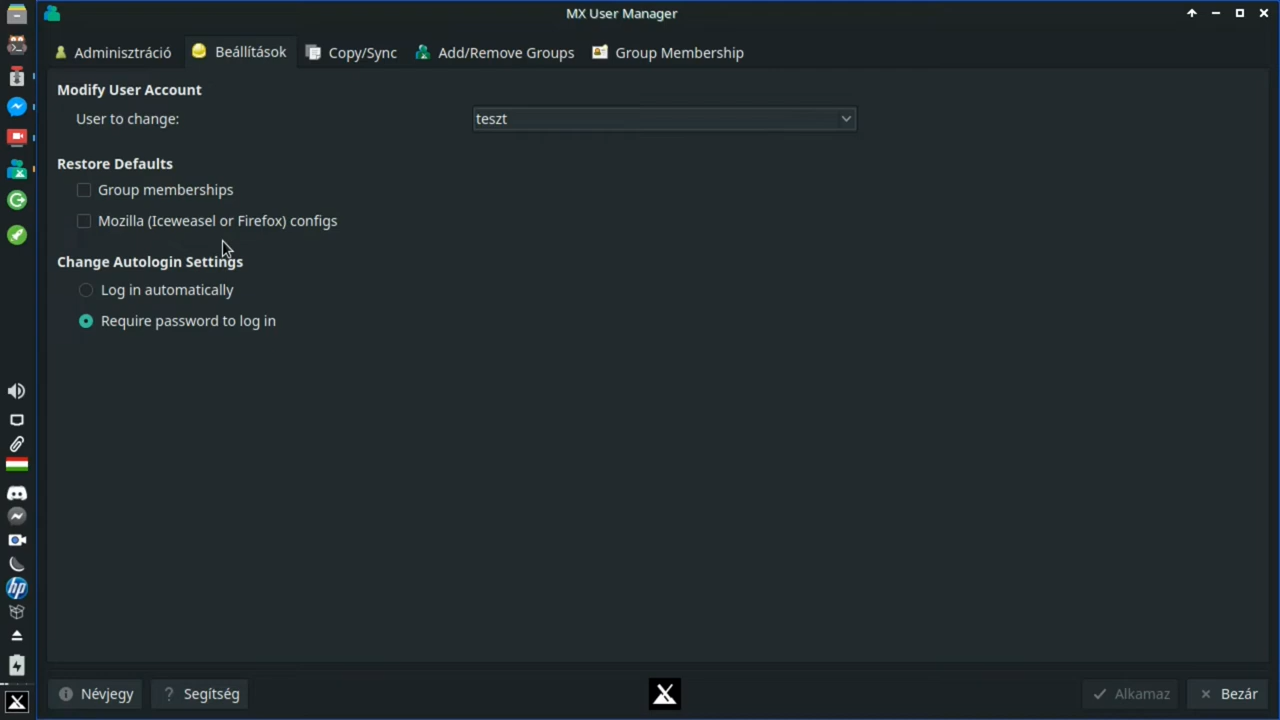 MX User Manager
Adminisztráció Beállítások Copy/Sync Add/Remove Groups Group Membership
Modify User Account
User to change: teszt
Restore Defaults
Group memberships
Mozilla (Iceweasel or Firefox) configs
Change Autologin Settings
Log in automatically
Require password to log in
hp
Névjegy ? Segítség Alkamaz Bezár